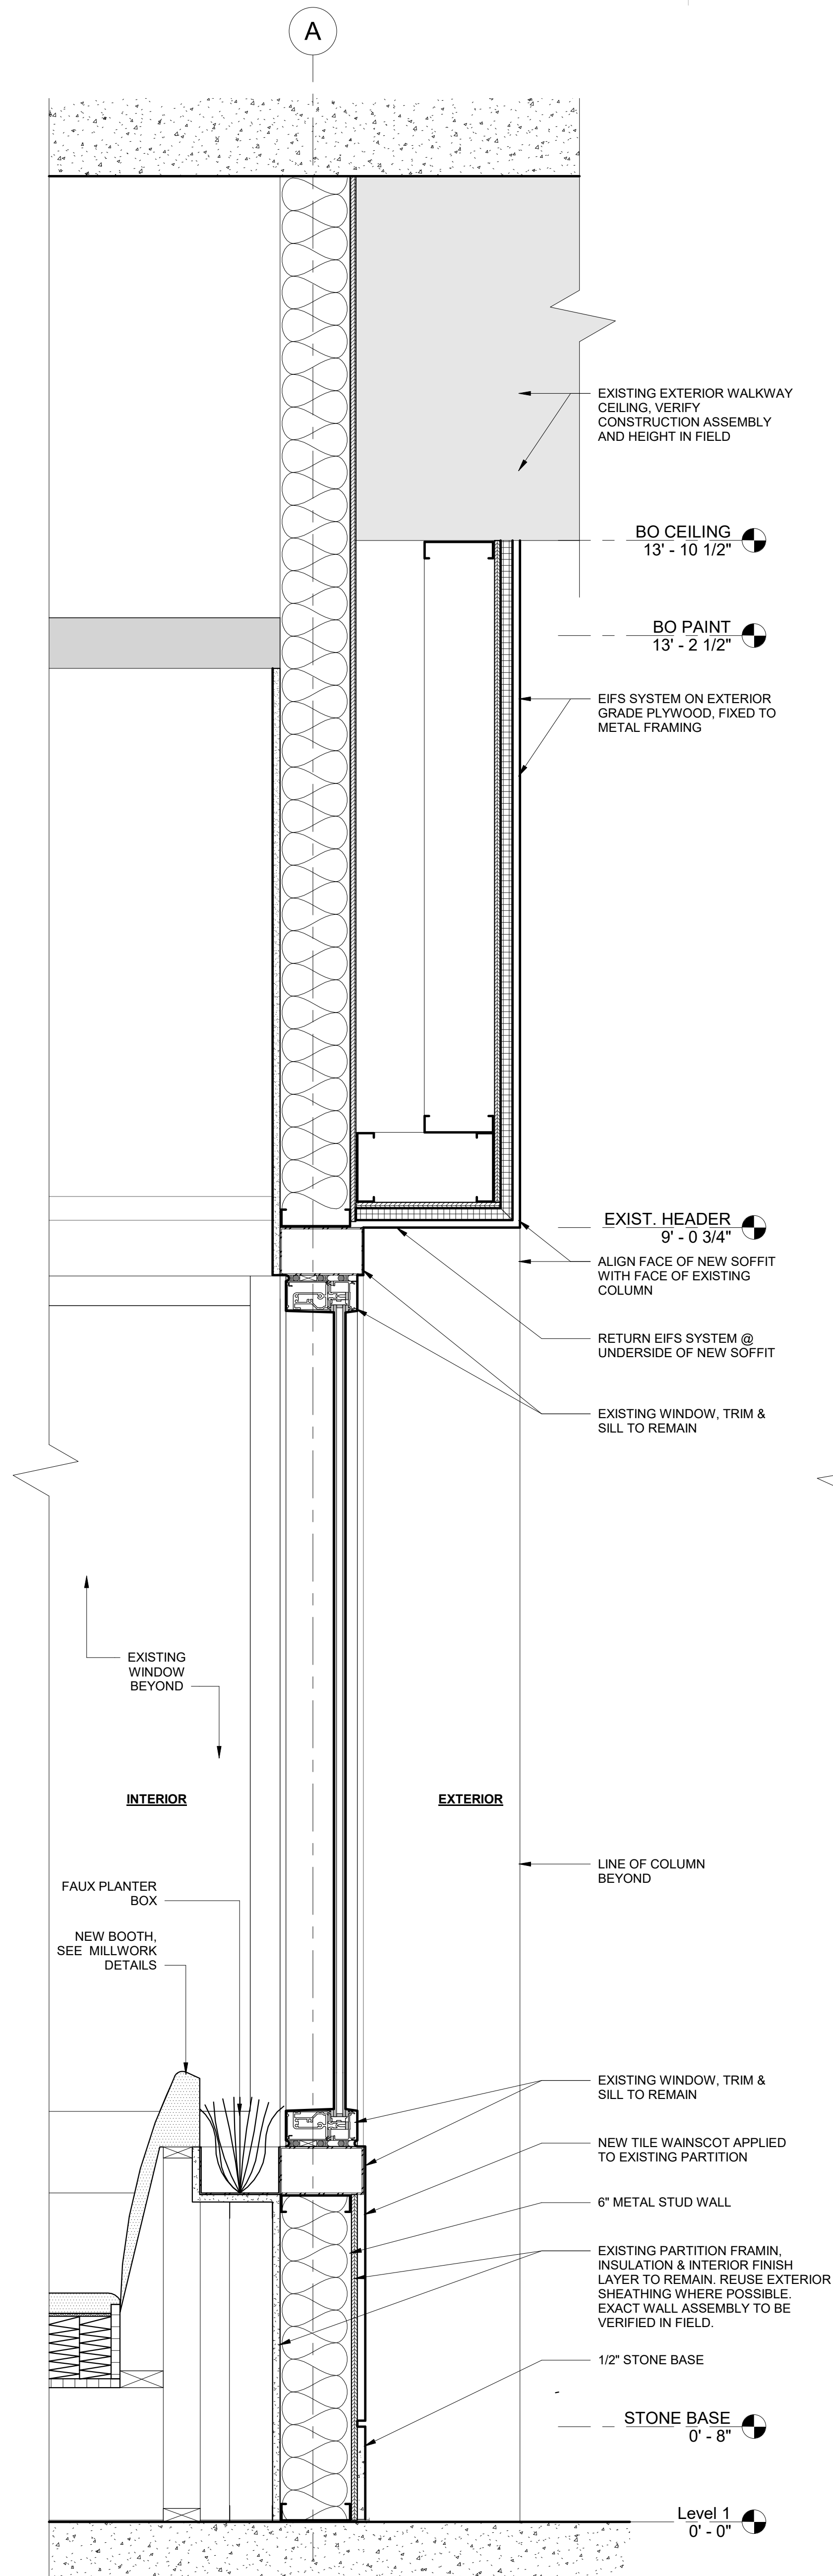 A
EXISTING EXTERIOR WALKWAY
CEILING, VERIFY
CONSTRUCTION ASSEMBLY
AND HEIGHT IN FIELD
BO CEILING
13' - 10 1/2"
BO PAINT
13' - 2 1/2"
EIFS SYSTEM ON EXTERIOR
GRADE PLYWOOD, FIXED TO
METAL FRAMING
EXIST. HEADER
9' - 0 3/4"
ALIGN FACE OF NEW SOFFIT
WITH FACE OF EXISTING
COLUMN
RETURN EIFS SYSTEM @
UNDERSIDE OF NEW SOFFIT
EXISTING WINDOW, TRIM &
SILL TO REMAIN
EXISTING
WINDOW
BEYOND
INTERIOR
EXTERIOR
LINE OF COLUMN
BEYOND
FAUX PLANTER
BOX
NEW BOOTH,
SEE MILLWORK
DETAILS
EXISTING WINDOW, TRIM &
SILL TO REMAIN
NEW TILE WAINSCOT APPLIED
TO EXISTING PARTITION
6" METAL STUD WALL
EXISTING PARTITION FRAMIN,
INSULATION & INTERIOR FINISH
LAYER TO REMAIN. REUSE EXTERIOR
SHEATHING WHERE POSSIBLE.
EXACT WALL ASSEMBLY TO BE
VERIFIED IN FIELD.
1/2" STONE BASE
STONE BASE
0' - 8"
Level 1
0' - 0"